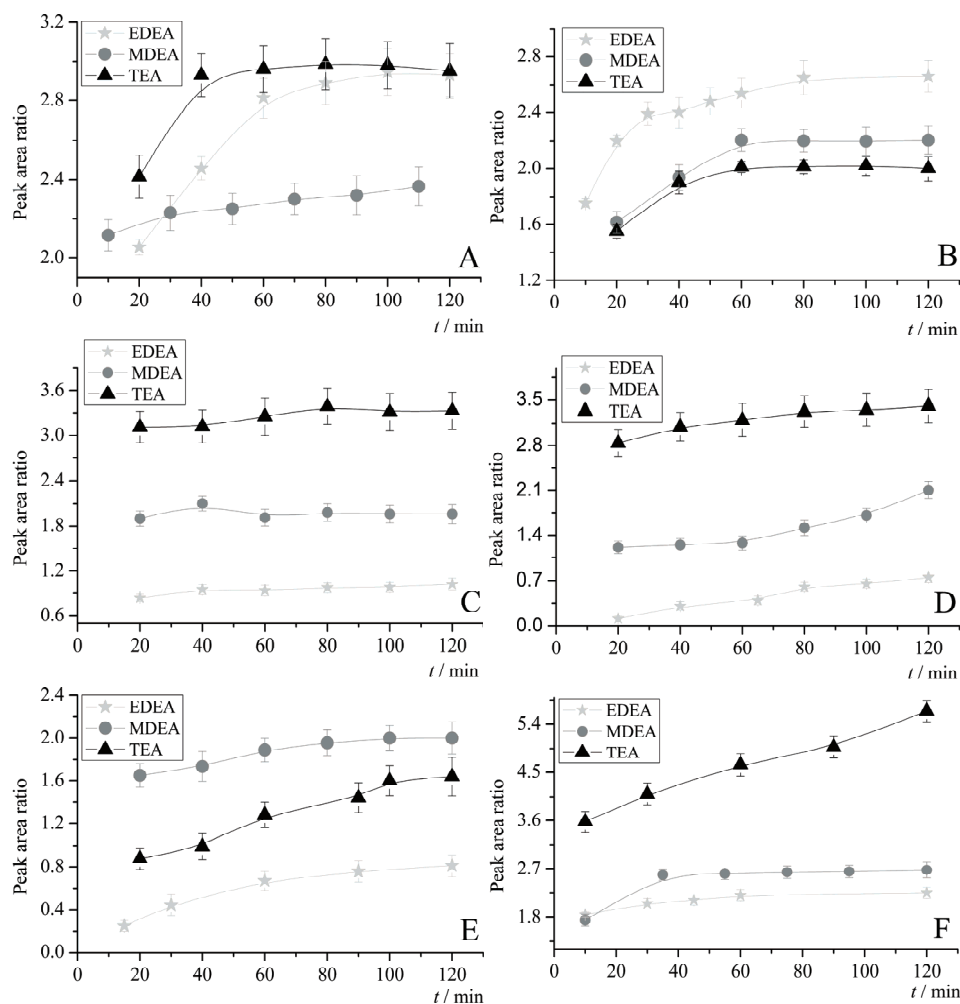 Peak area ratio
3.2
2.8
2.4
2.0
EDEA
MDEA
TEA
A
0 20 40 60 80 100 120
t / min
Peak area ratio
2.8
2.4
2.0
1.6
1.2
EDEA
MDEA
TEA
B
0 20 40 60 80 100 120
t / min
Peak area ratio
3.6
3.0
2.4
1.8
1.2
0.6
EDEA
MDEA
TEA
C
0 20 40 60 80 100 120
t / min
Peak area ratio
3.5
2.8
2.1
1.4
0.7
0.0
EDEA
MDEA
TEA
D
0 20 40 60 80 100 120
t / min
Peak area ratio
2.4
2.0
1.6
1.2
0.8
0.4
0.0
EDEA
MDEA
TEA
E
0 20 40 60 80 100 120
t / min
Peak area ratio
5.4
4.5
3.6
2.7
1.8
EDEA
MDEA
TEA
F
0 20 40 60 80 100 120
t / min